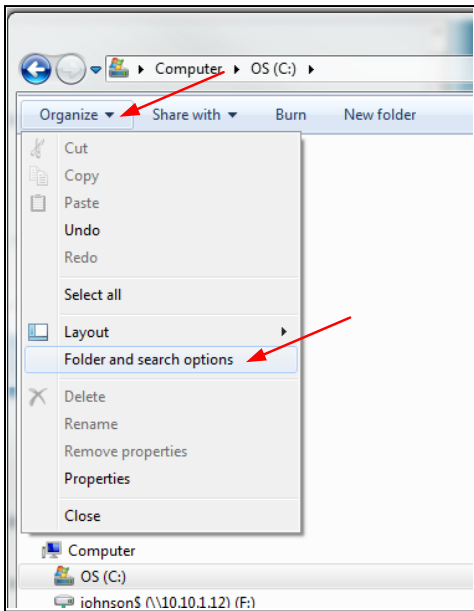 Computer OS (C:)
Organize Share with Burn New folder
Cut
Copy
Paste
Undo
Redo
Select all
Layout
Folder and search options
Delete
Rename
Remove properties
Properties
Close
Computer
OS (C:)
johnson$ (\\10.10.1.12) (F:)